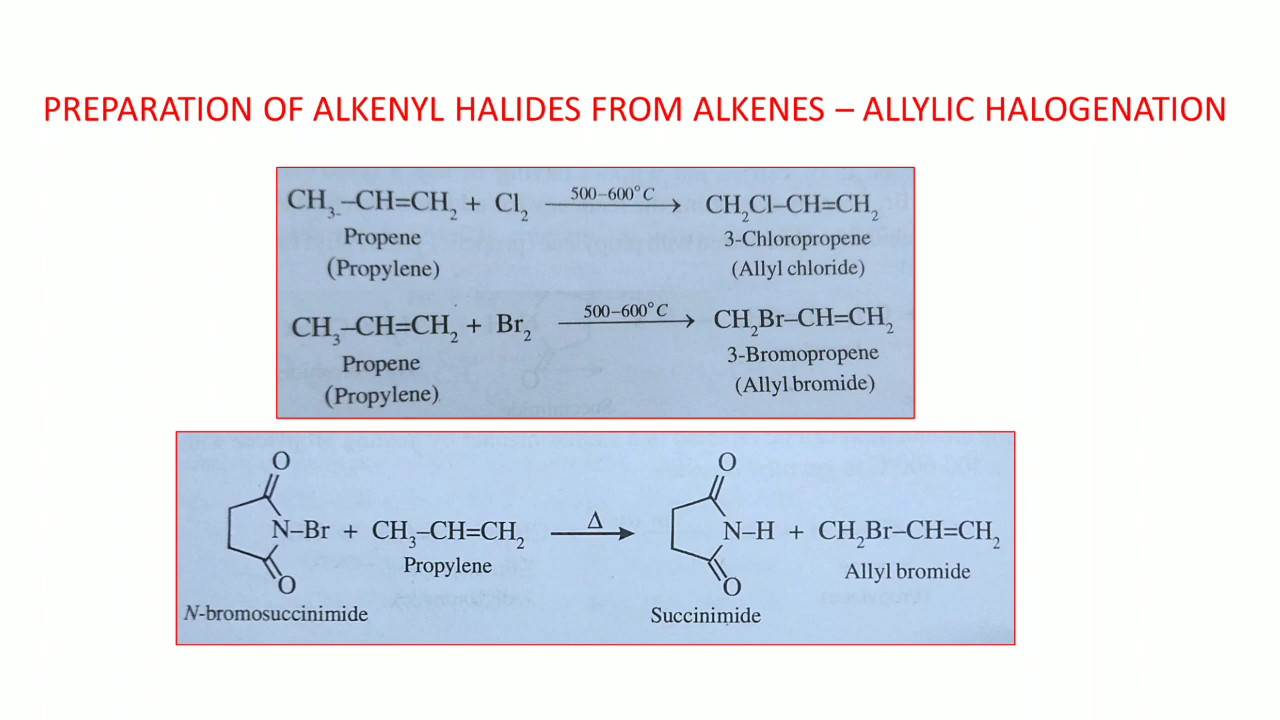 PREPARATION OF ALKENYL HALIDES FROM ALKENES – ALLYLIC HALOGENATION
CH₃–CH=CH₂ + Cl₂ 500–600°C → CH₂Cl–CH=CH₂
Propene 3-Chloropropene
(Propylene) (Allyl chloride)
CH₃–CH=CH₂ + Br₂ 500–600°C → CH₂Br–CH=CH₂
Propene 3-Bromopropene
(Propylene) (Allyl bromide)
O O
N–Br + CH₃–CH=CH₂ Δ → N–H + CH₂Br–CH=CH₂
Propylene Allyl bromide
O O
N-bromosuccinimide Succinimide